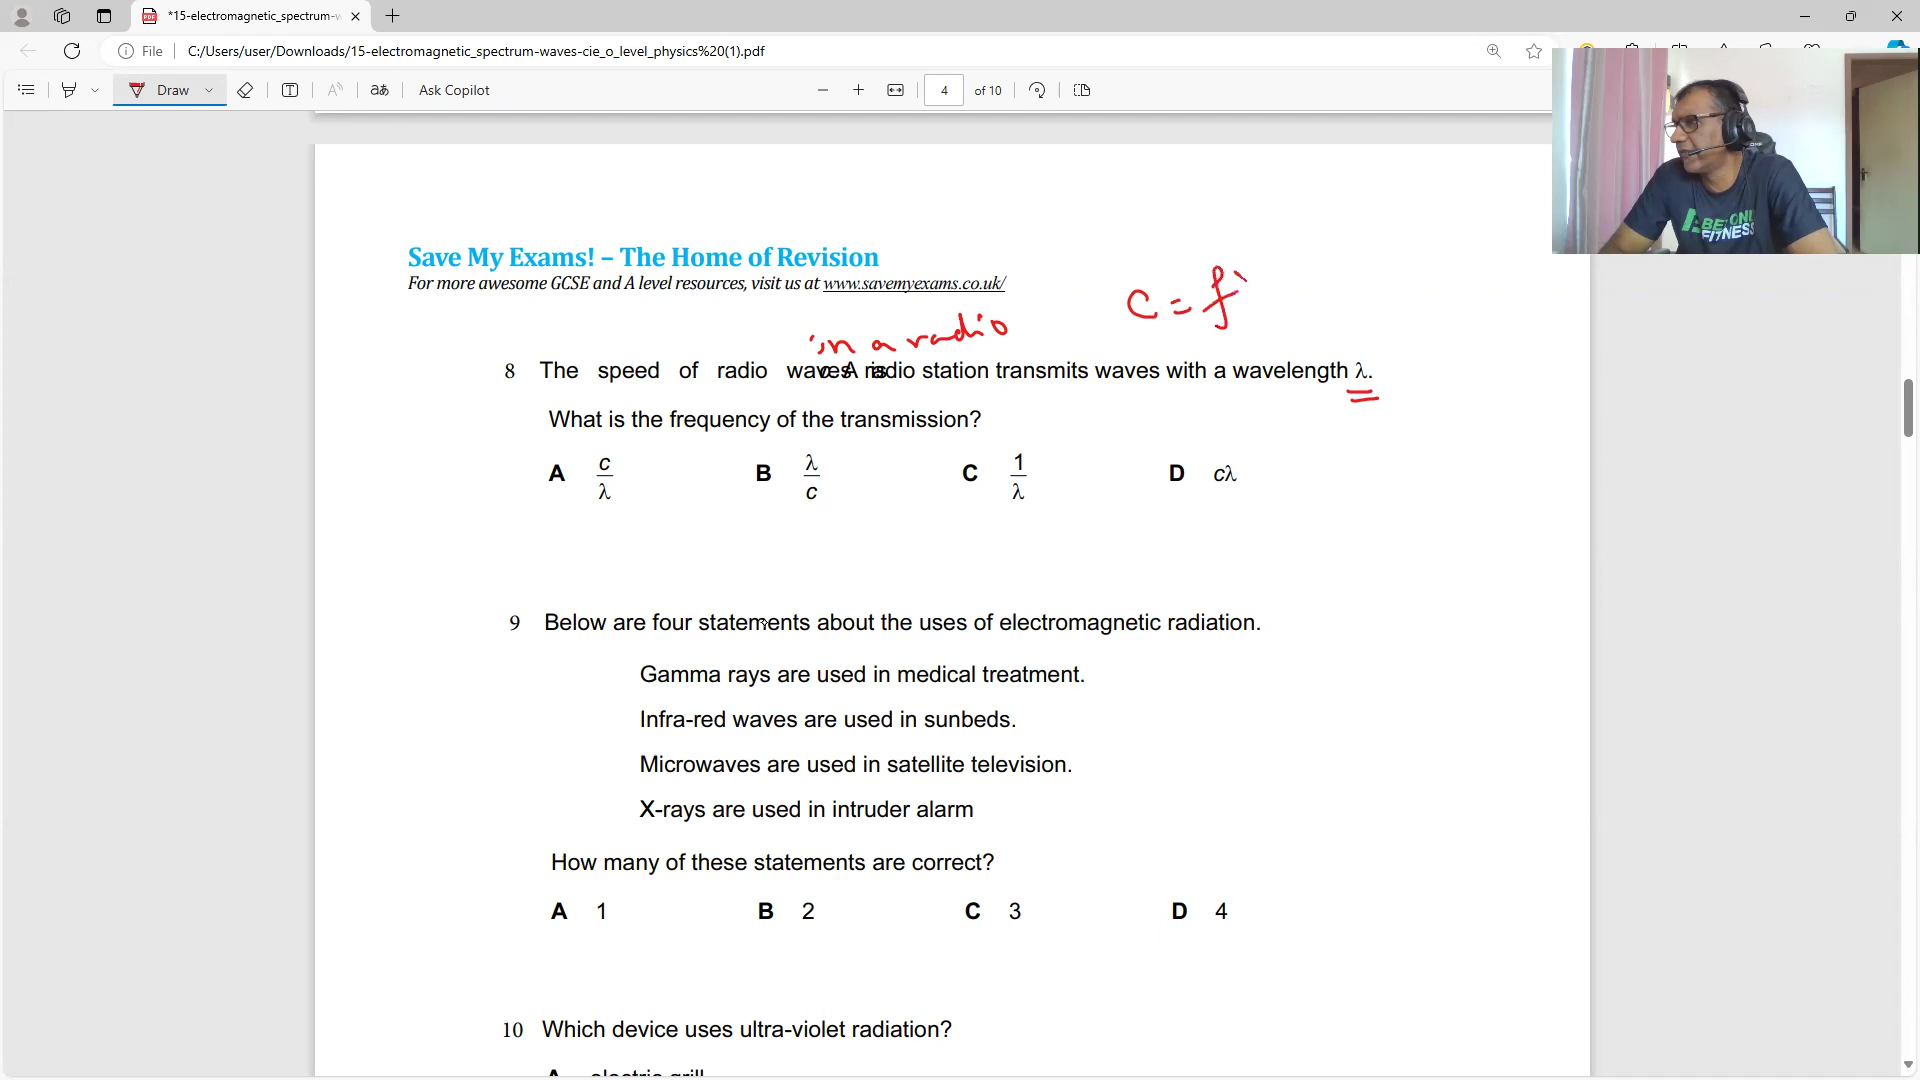 *15-electromagnetic_spectrum-w
File
C:/Users/user/Downloads/15-electromagnetic_spectrum-waves-cie_o_level_physics%20(1).pdf
Draw
Ask Copilot
4 of 10
Save My Exams! – The Home of Revision
For more awesome GCSE and A level resources, visit us at www.savemyexams.co.uk/
C = f
in a radio
8 The speed of radio waves is c. A radio station transmits waves with a wavelength λ.
What is the frequency of the transmission?
A c/λ B λ/c C 1/λ D cλ
9 Below are four statements about the uses of electromagnetic radiation.
Gamma rays are used in medical treatment.
Infra-red waves are used in sunbeds.
Microwaves are used in satellite television.
X-rays are used in intruder alarm
How many of these statements are correct?
A 1 B 2 C 3 D 4
10 Which device uses ultra-violet radiation?
A electric grill
BEYOND
FITNESS